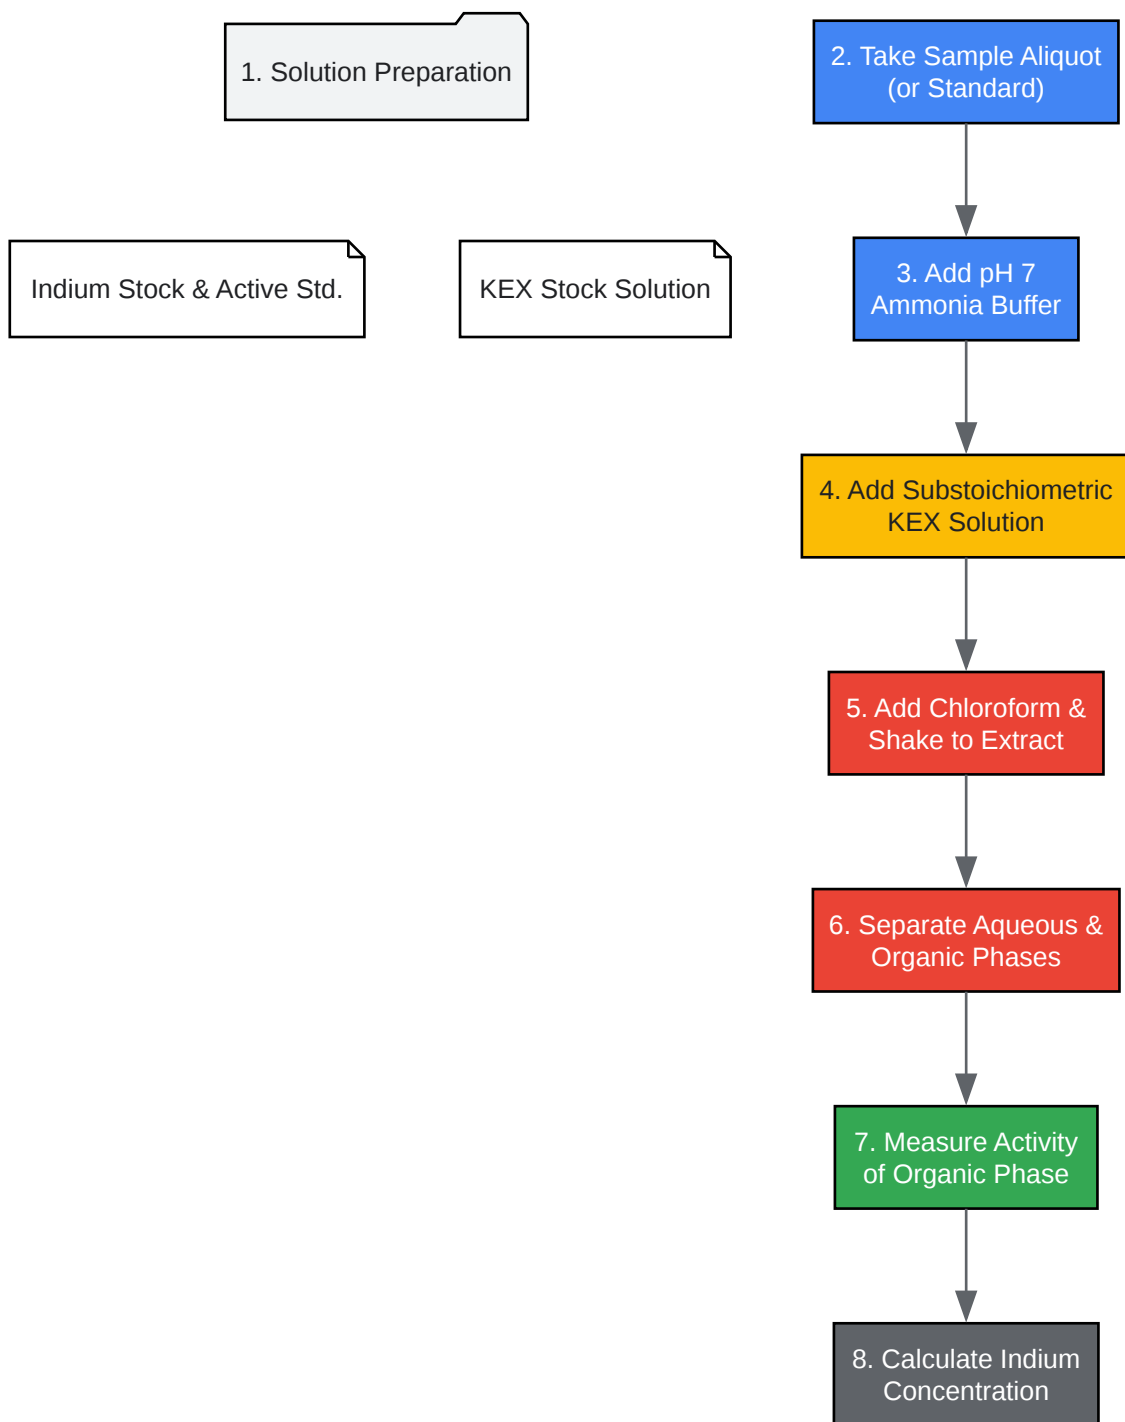 1. Solution Preparation
Indium Stock & Active Std.
KEX Stock Solution
2. Take Sample Aliquot
(or Standard)
3. Add pH 7
Ammonia Buffer
4. Add Substoichiometric
KEX Solution
5. Add Chloroform &
Shake to Extract
6. Separate Aqueous &
Organic Phases
7. Measure Activity
of Organic Phase
8. Calculate Indium
Concentration